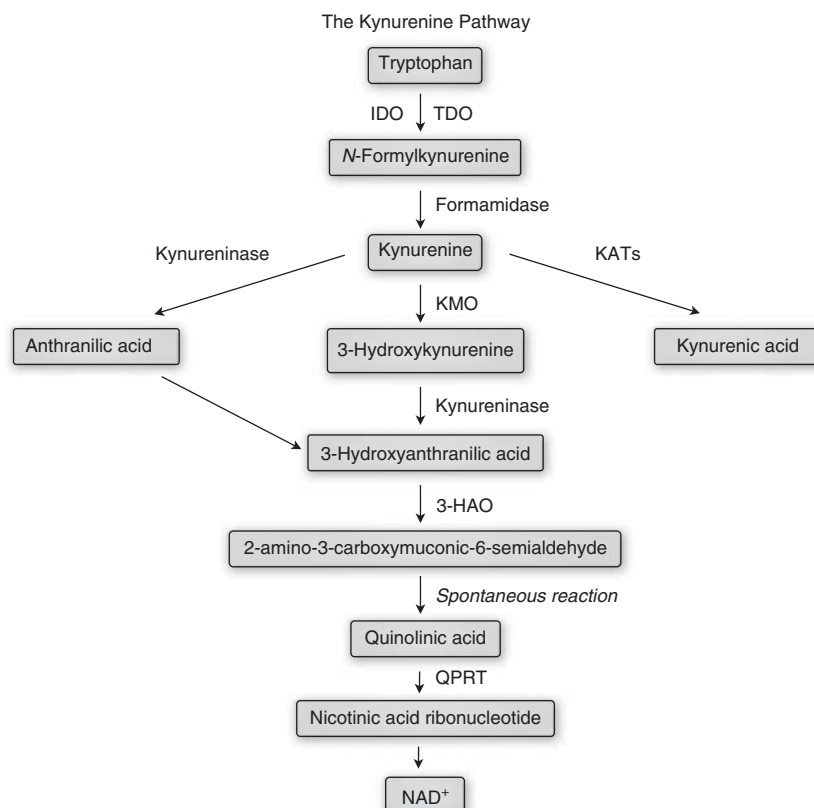 The Kynurenine Pathway
Tryptophan
IDO TDO
N-Formylkynurenine
Formamidase
Kynureninase Kynurenine KATs
KMO
Anthranilic acid 3-Hydroxykynurenine Kynurenic acid
Kynureninase
3-Hydroxyanthranilic acid
3-HAO
2-amino-3-carboxymuconic-6-semialdehyde
Spontaneous reaction
Quinolinic acid
QPRT
Nicotinic acid ribonucleotide
NAD⁺